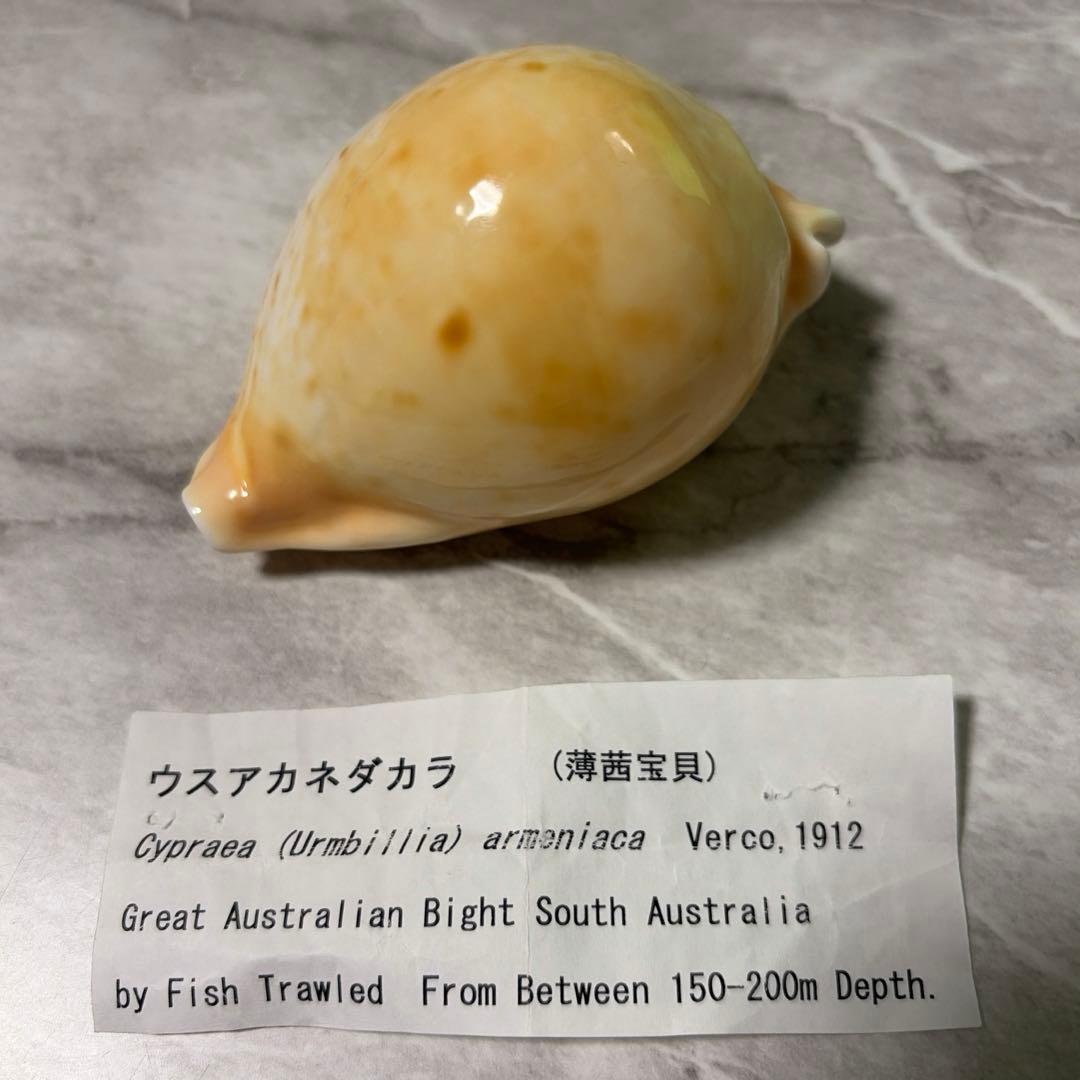 ウスアカネダカラ (薄茜宝貝)
Cypraea (Urmbillia) armeniaca Verco, 1912
Great Australian Bight South Australia
by Fish Trawled From Between 150-200m Depth.